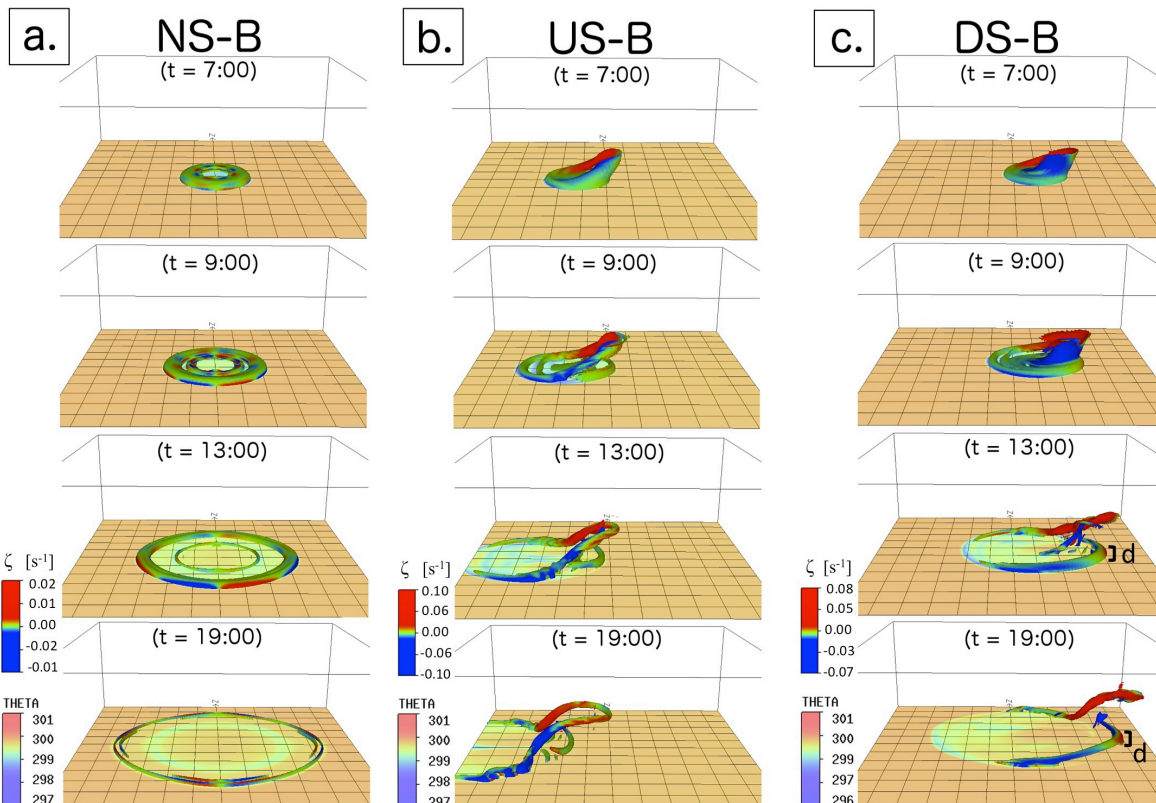 a.
NS-B
(t = 7:00)
(t = 9:00)
(t = 13:00)
ζ [s⁻¹]
0.02
0.01
0.00
-0.02
-0.01
(t = 19:00)
THETA
301
300
299
298
297
b.
US-B
(t = 7:00)
(t = 9:00)
(t = 13:00)
ζ [s⁻¹]
0.10
0.06
0.00
-0.06
-0.10
(t = 19:00)
THETA
301
300
299
298
297
c.
DS-B
(t = 7:00)
(t = 9:00)
(t = 13:00)
d
ζ [s⁻¹]
0.08
0.05
0.00
-0.03
-0.07
(t = 19:00)
d
THETA
301
300
299
298
296